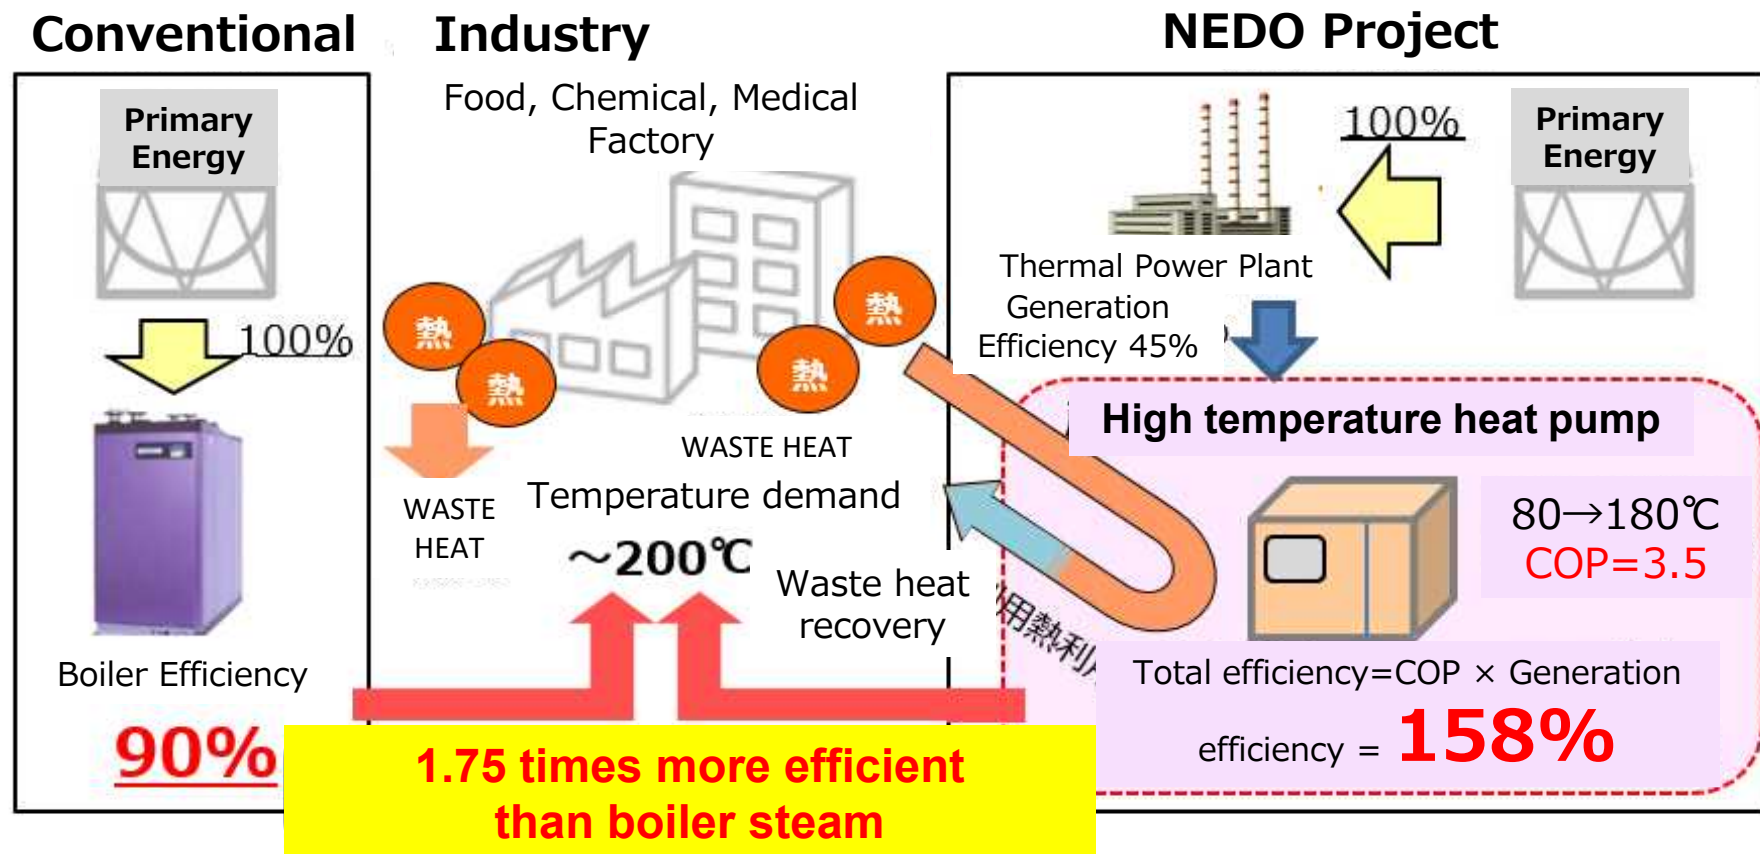 Conventional
Industry
NEDO Project
Primary
Energy
100%
Boiler Efficiency
90%
Food, Chemical, Medical
Factory
熱
熱
熱
熱
WASTE
HEAT
WASTE HEAT
Temperature demand
～200℃
Waste heat
recovery
1.75 times more efficient
than boiler steam
100%
Primary
Energy
Thermal Power Plant
Generation
Efficiency 45%
High temperature heat pump
80→180℃
COP=3.5
用熱利
Total efficiency=COP × Generation
efficiency = 158%